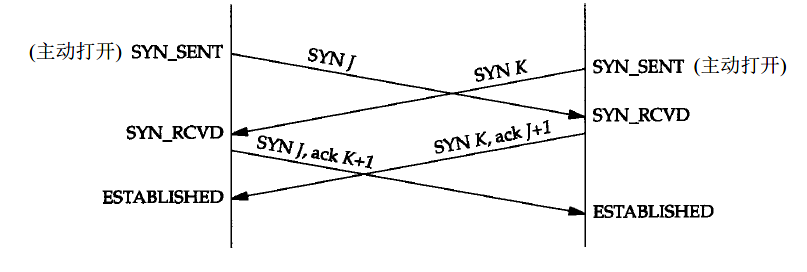 (主动打开) SYN_SENT
SYN J
SYN K
SYN_SENT (主动打开)
SYN_RCVD
SYN_RCVD
SYN J, ack K+1
SYN K, ack J+1
ESTABLISHED
ESTABLISHED